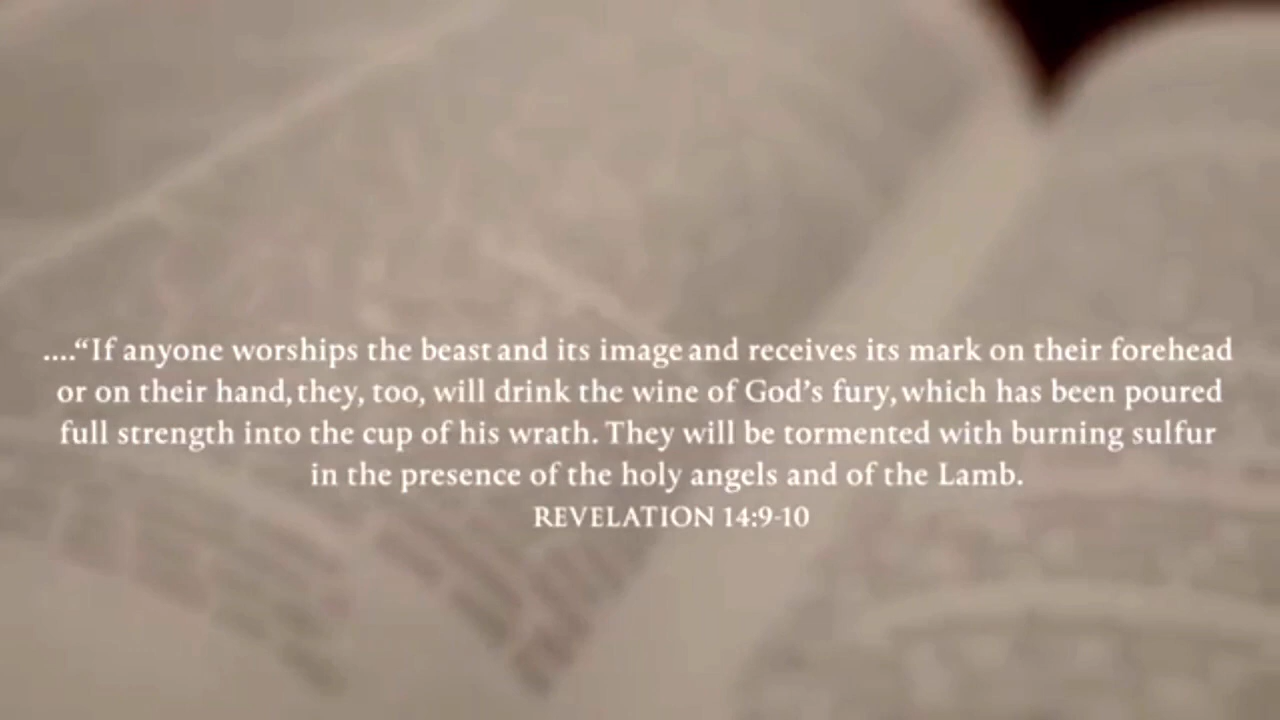 ...."If anyone worships the beast and its image and receives its mark on their forehead
or on their hand, they, too, will drink the wine of God's fury, which has been poured
full strength into the cup of his wrath. They will be tormented with burning sulfur
in the presence of the holy angels and of the Lamb.
REVELATION 14:9-10